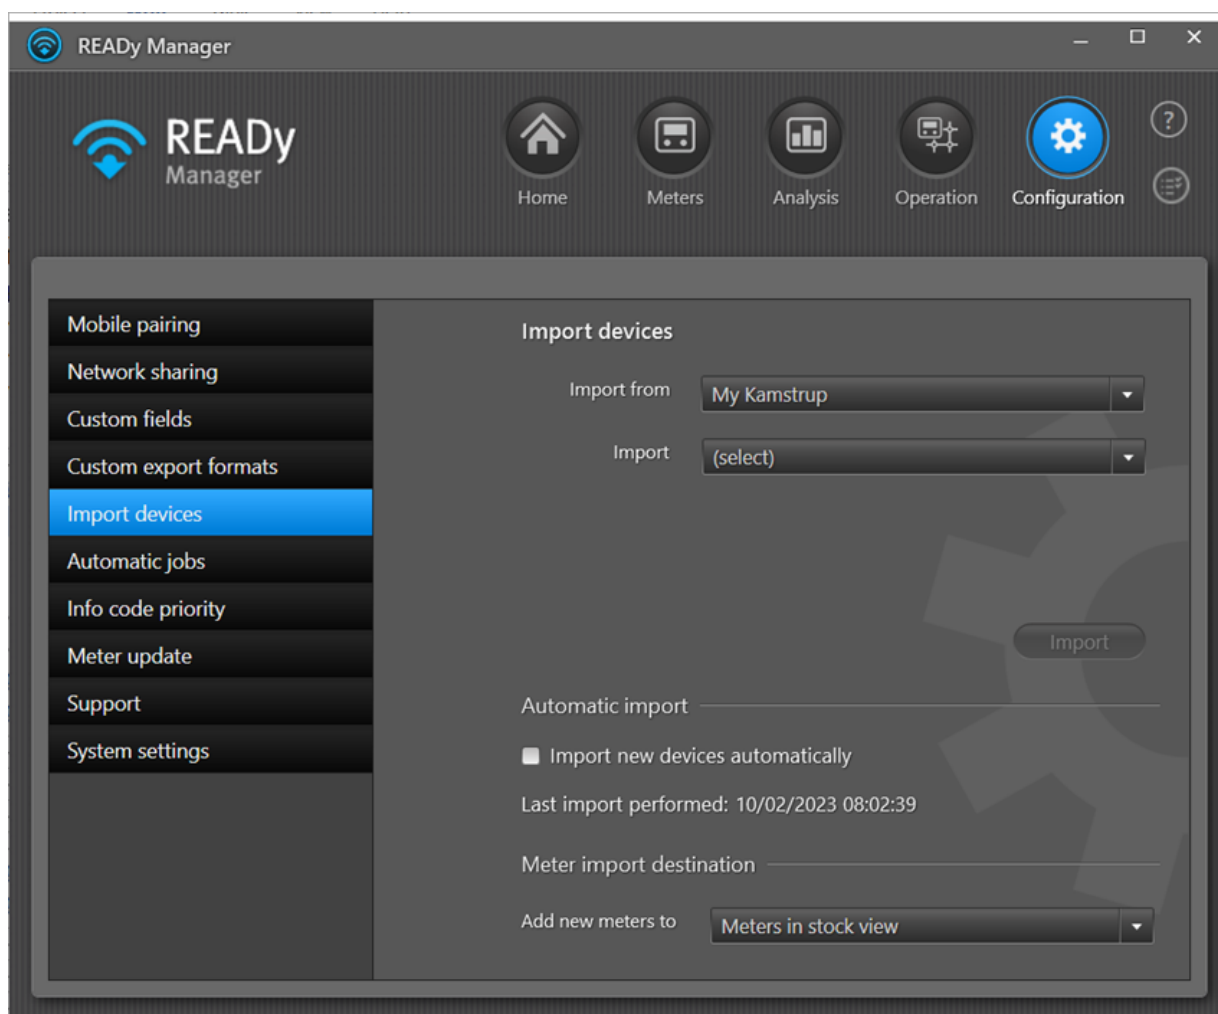 READy Manager
READy
Manager
Home
Meters
Analysis
Operation
Configuration
?
Mobile pairing
Network sharing
Custom fields
Custom export formats
Import devices
Automatic jobs
Info code priority
Meter update
Support
System settings
Import devices
Import from My Kamstrup
Import (select)
Import
Automatic import
Import new devices automatically
Last import performed: 10/02/2023 08:02:39
Meter import destination
Add new meters to Meters in stock view